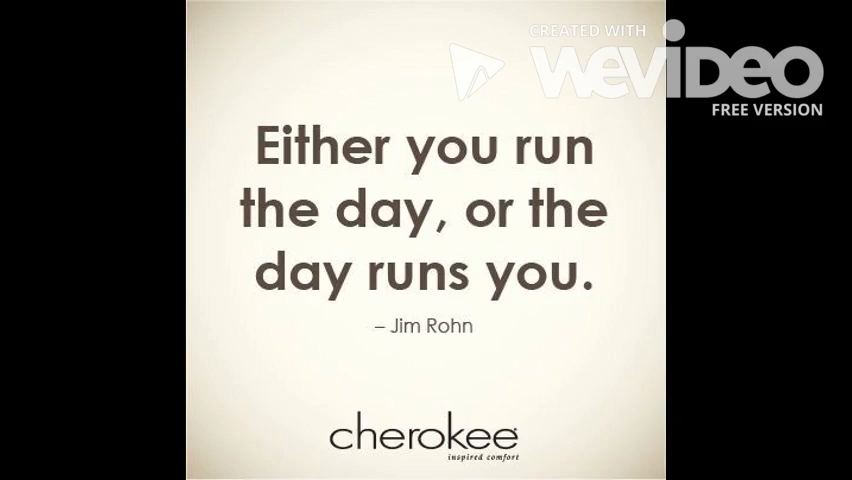 CREATED WITH
WEVIDEO
FREE VERSION
Either you run
the day, or the
day runs you.
– Jim Rohn
cherokee®
inspired comfort